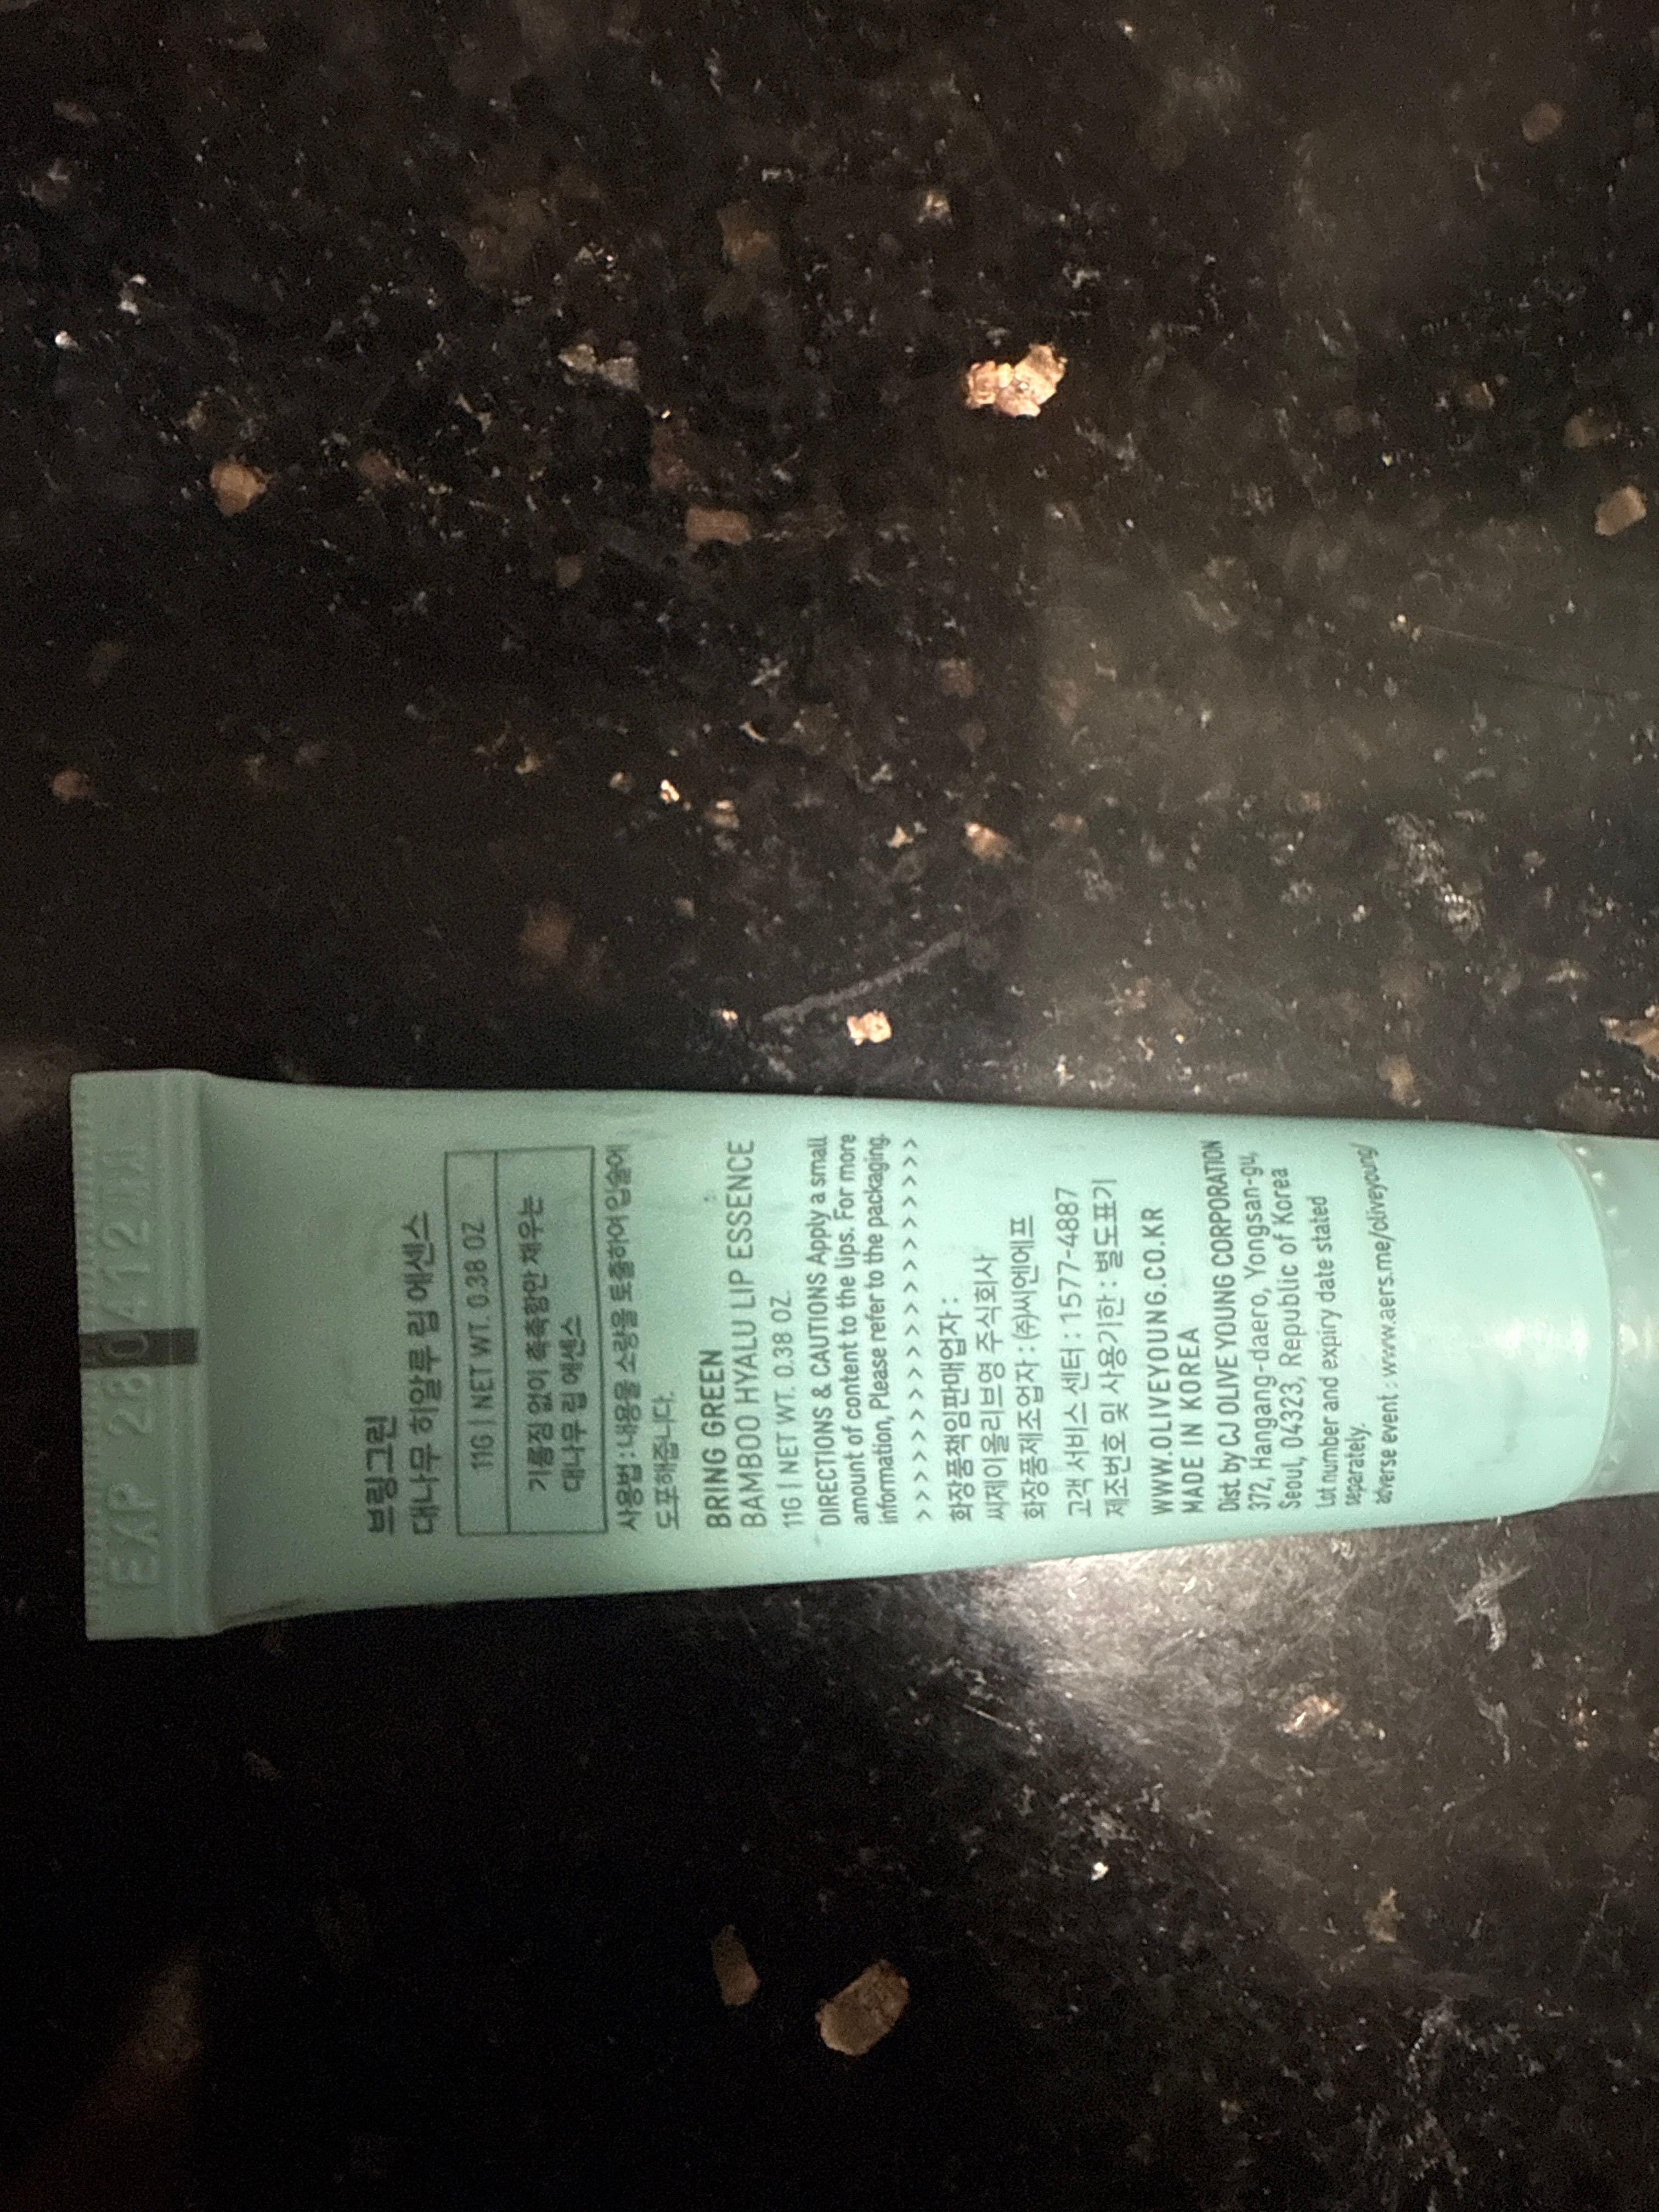 EXP 280412
브링그린
대나무 히알루 립 에센스
11G | NET WT. 0.38 OZ
기름짐 없이 촉촉함만 채우는
대나무 립 에센스
사용법 : 내용물 소량을 토출하여 입술에
도포해줍니다.
BRING GREEN
BAMBOO HYALU LIP ESSENCE
11G | NET WT. 0.38 OZ.
DIRECTIONS & CAUTIONS Apply a small
amount of content to the lips. For more
information, Please refer to the packaging.
>>>>>>>>>>>>>>>>>>>>>>
화장품책임판매업자 :
씨제이올리브영 주식회사
화장품제조업자 : (주)씨엔에프
고객 서비스 센터 : 1577-4887
제조번호 및 사용기한 : 별도표기
WWW.OLIVEYOUNG.CO.KR
MADE IN KOREA
Dist. by CJ OLIVE YOUNG CORPORATION
372, Hangang-daero, Yongsan-gu,
Seoul, 04323, Republic of Korea
Lot number and expiry date stated
separately.
adverse event : www.aers.me/oliveyoung/